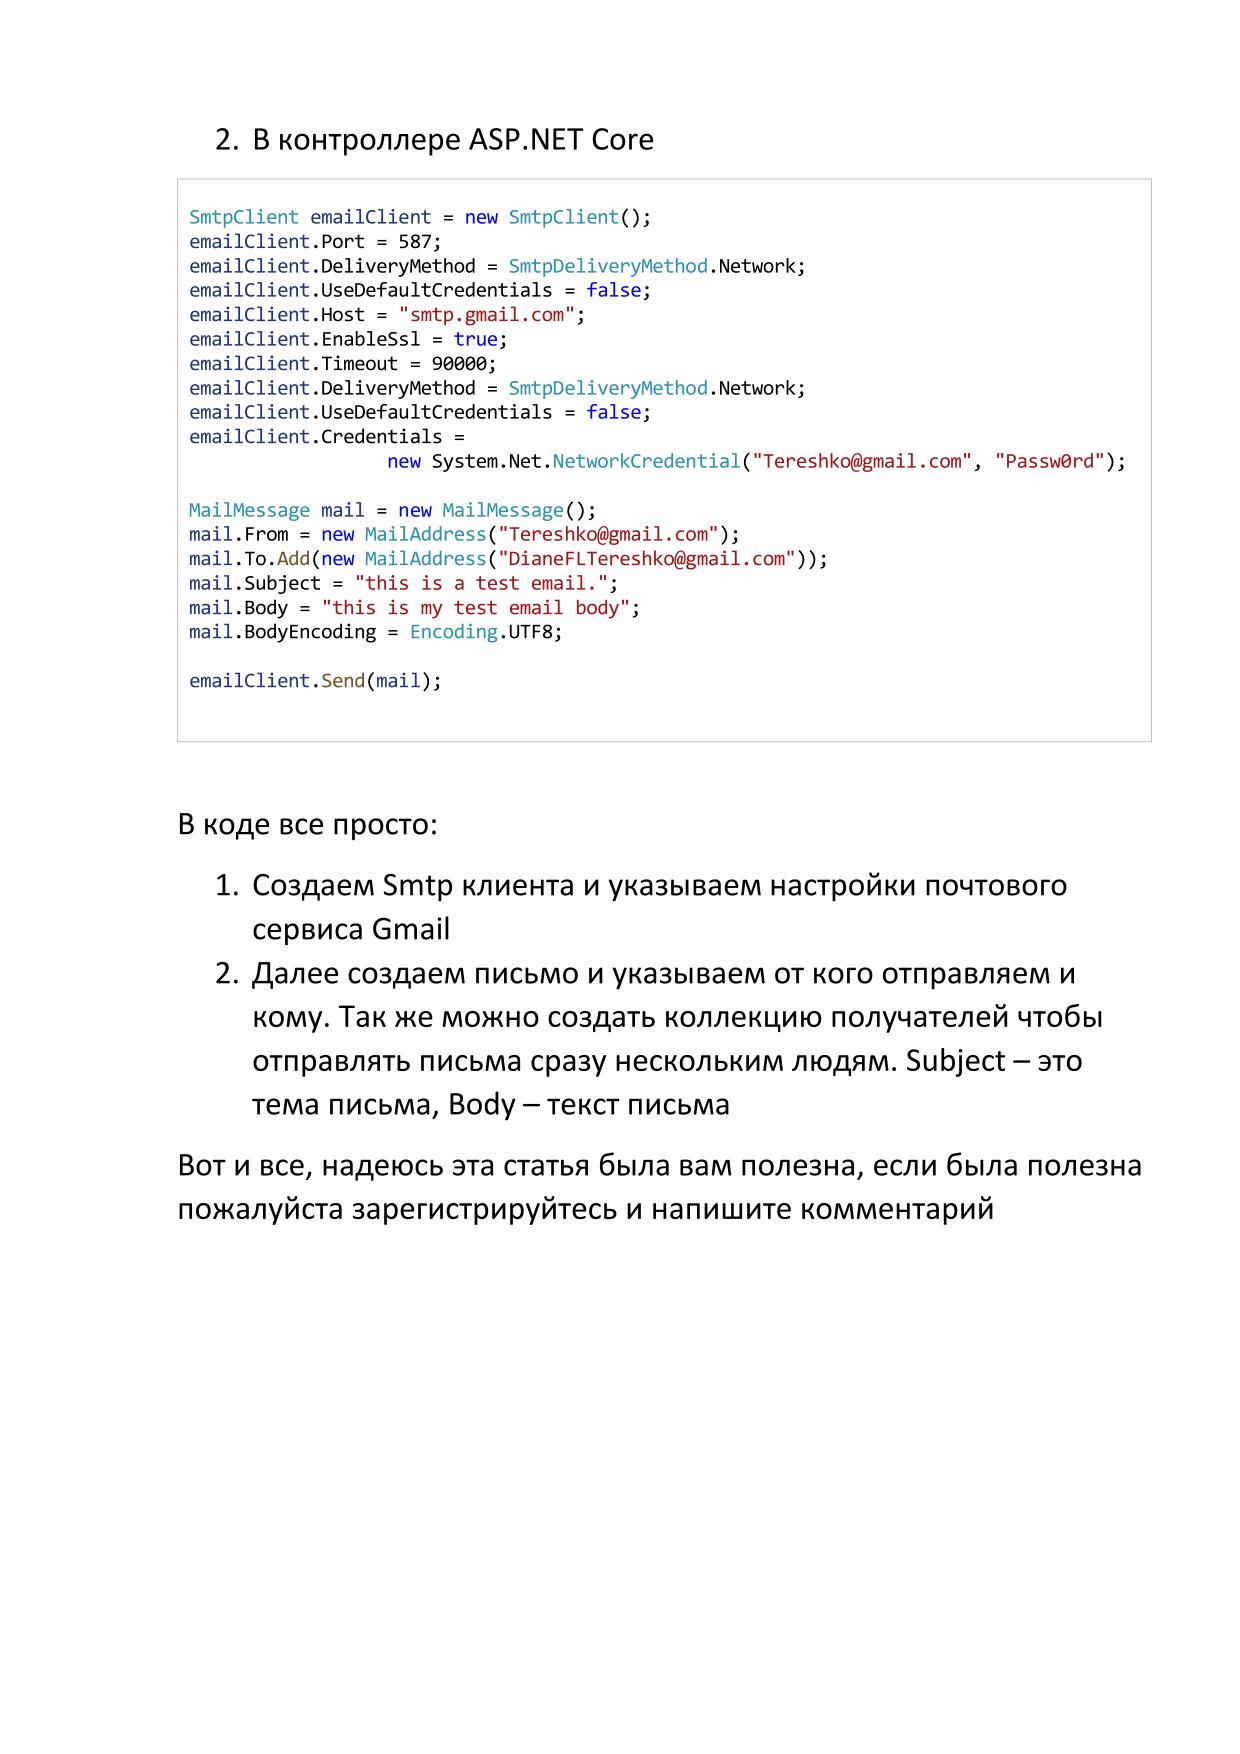 2. В контроллере ASP.NET Core
SmtpClient emailClient = new SmtpClient();
emailClient.Port = 587;
emailClient.DeliveryMethod = SmtpDeliveryMethod.Network;
emailClient.UseDefaultCredentials = false;
emailClient.Host = "smtp.gmail.com";
emailClient.EnableSsl = true;
emailClient.Timeout = 90000;
emailClient.DeliveryMethod = SmtpDeliveryMethod.Network;
emailClient.UseDefaultCredentials = false;
emailClient.Credentials =
new System.Net.NetworkCredential("Tereshko@gmail.com", "Passw0rd");
MailMessage mail = new MailMessage();
mail.From = new MailAddress("Tereshko@gmail.com");
mail.To.Add(new MailAddress("DianeFLTereshko@gmail.com"));
mail.Subject = "this is a test email.";
mail.Body = "this is my test email body";
mail.BodyEncoding = Encoding.UTF8;
emailClient.Send(mail);
В коде все просто:
1. Создаем Smtp клиента и указываем настройки почтового
сервиса Gmail
2. Далее создаем письмо и указываем от кого отправляем и
кому. Так же можно создать коллекцию получателей чтобы
отправлять письма сразу нескольким людям. Subject – это
тема письма, Body – текст письма
Вот и все, надеюсь эта статья была вам полезна, если была полезна
пожалуйста зарегистрируйтесь и напишите комментарий